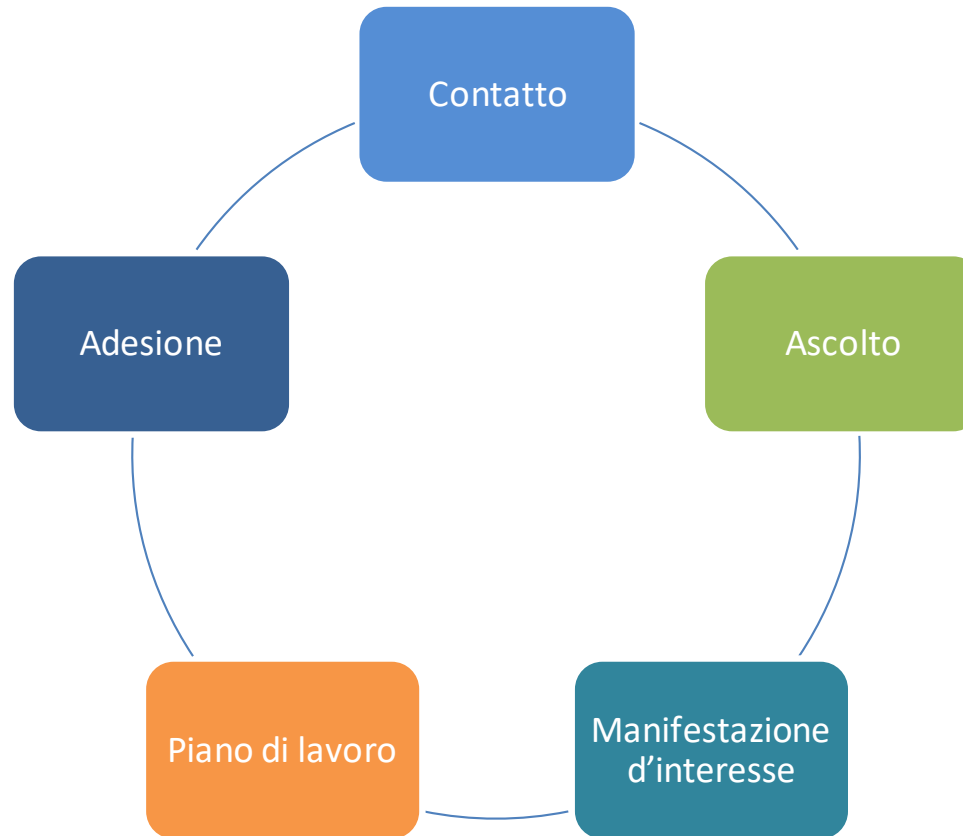 Contatto
Ascolto
Manifestazione
d’interesse
Piano di lavoro
Adesione